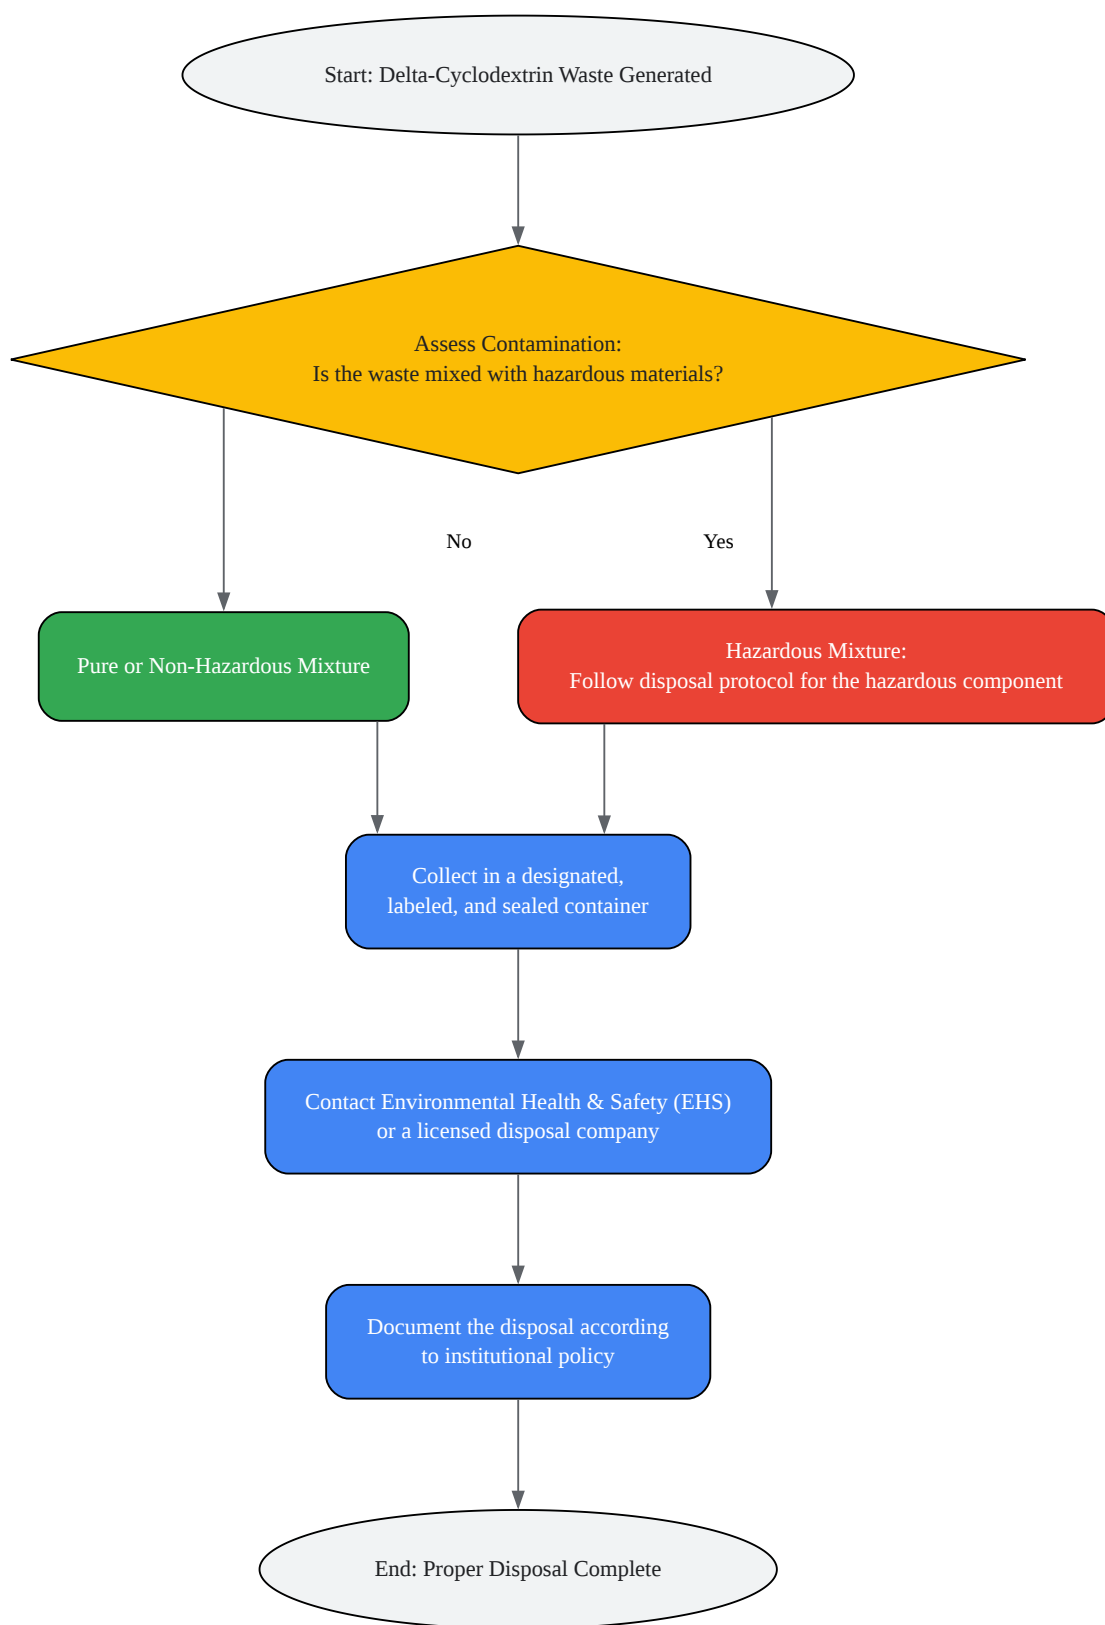 Start: Delta-Cyclodextrin Waste Generated
Assess Contamination:
Is the waste mixed with hazardous materials?
No
Yes
Pure or Non-Hazardous Mixture
Hazardous Mixture:
Follow disposal protocol for the hazardous component
Collect in a designated,
labeled, and sealed container
Contact Environmental Health & Safety (EHS)
or a licensed disposal company
Document the disposal according
to institutional policy
End: Proper Disposal Complete